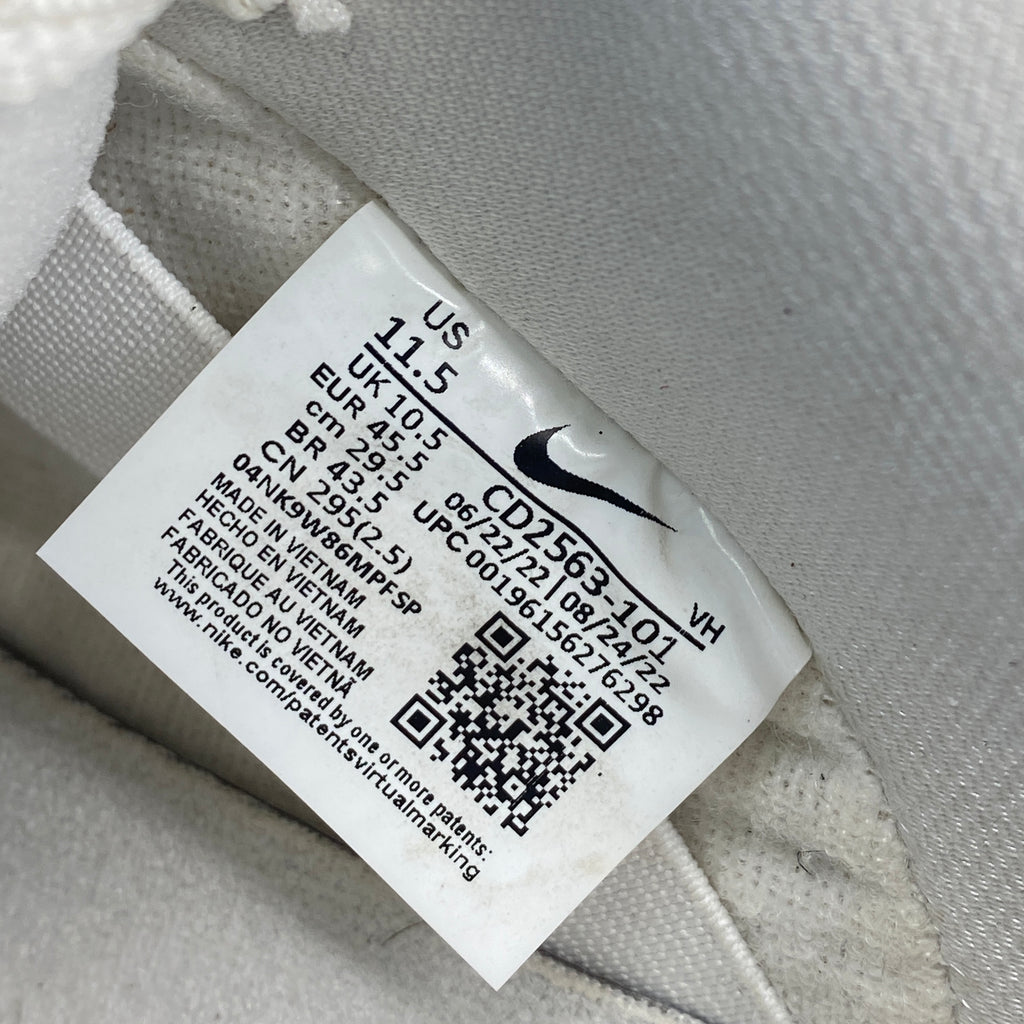 US
11.5
UK 10.5
EUR 45.5
cm 29.5
BR 43.5
CN 295(2.5)
04NK9W86MPFSP
MADE IN VIETNAM
HECHO EN VIETNAM
FABRIQUE AU VIETNAM
FABRICADO NO VIETNÃ
This product is covered by one or more patents:
www.nike.com/patentsvirtualmarking
VH
CD2563-101
06/22/22|08/24/22
UPC 00196156276298